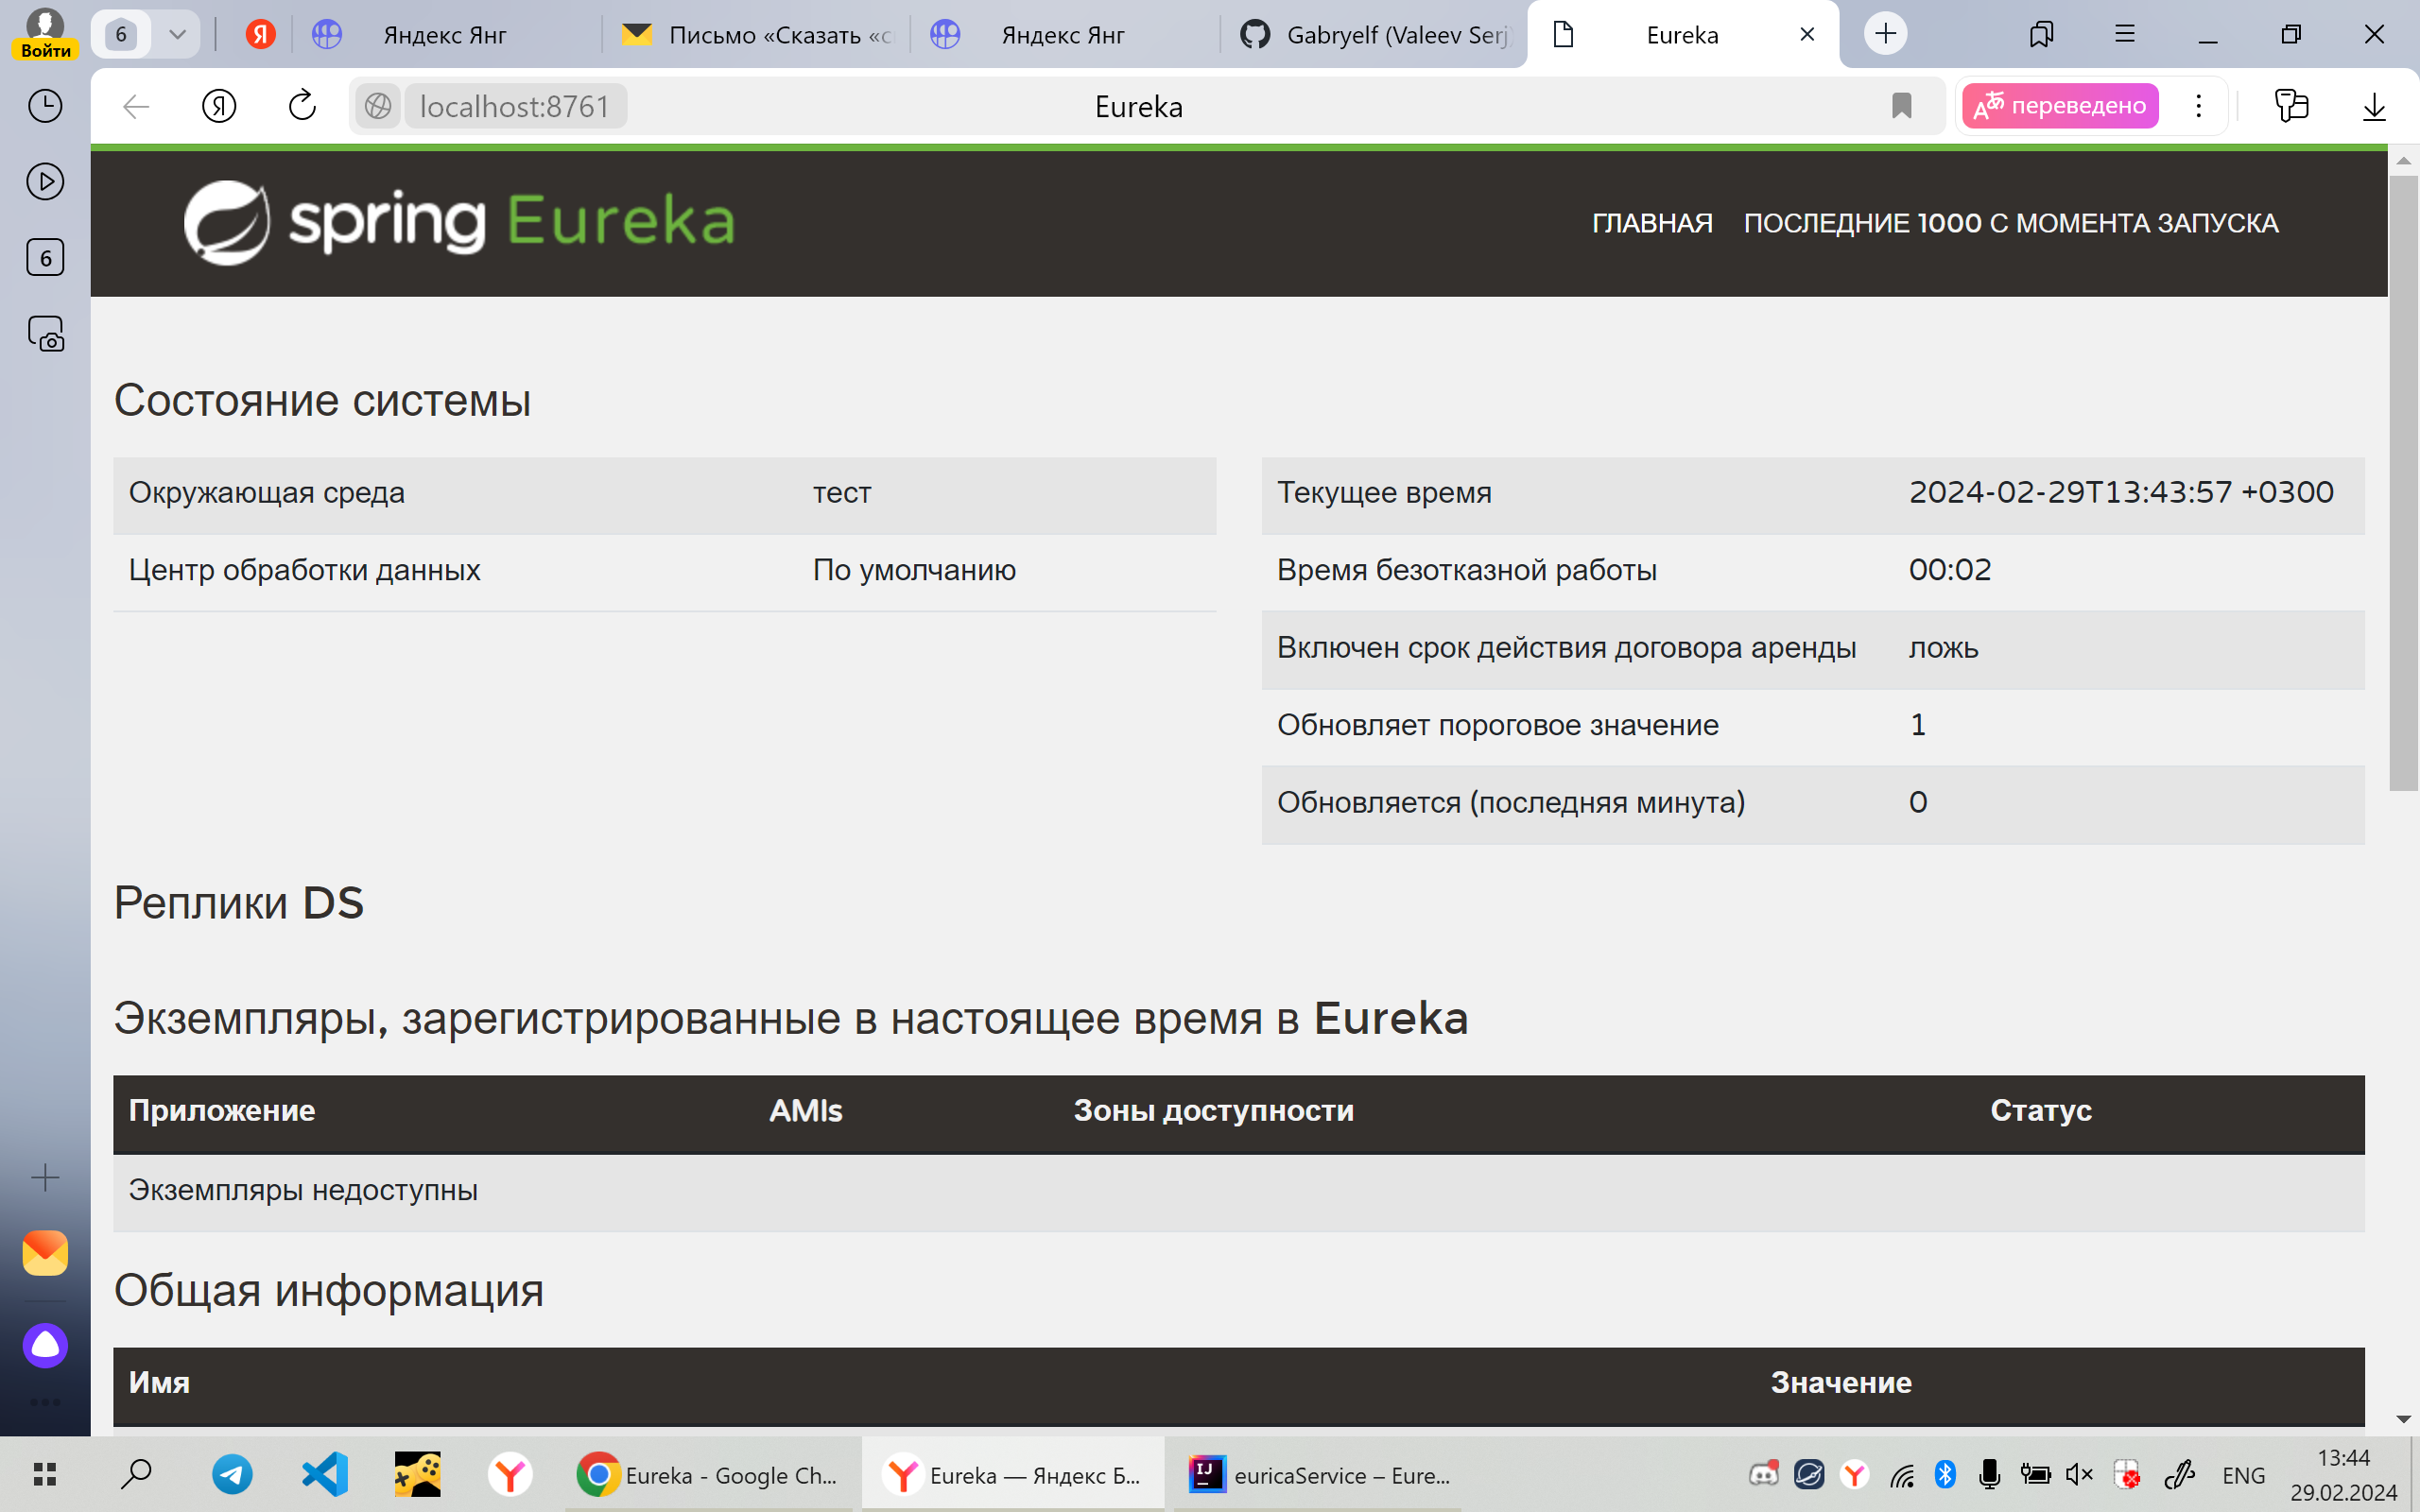 6
Яндекс Янг
Письмо «Сказать «с
Яндекс Янг
Gabryelf (Valeev Serj
Eureka
Войти
localhost:8761
Eureka
переведено
6
spring Eureka
ГЛАВНАЯ ПОСЛЕДНИЕ 1000 С МОМЕНТА ЗАПУСКА
Состояние системы
Окружающая среда тест
Центр обработки данных По умолчанию
Текущее время 2024-02-29T13:43:57 +0300
Время безотказной работы 00:02
Включен срок действия договора аренды ложь
Обновляет пороговое значение 1
Обновляется (последняя минута) 0
Реплики DS
Экземпляры, зарегистрированные в настоящее время в Eureka
Приложение AMIs Зоны доступности Статус
Экземпляры недоступны
Общая информация
Имя Значение
Eureka - Google Ch...
Eureka — Яндекс Б...
euricaService – Eure...
ENG
13:44
29.02.2024